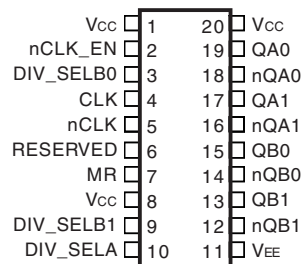 Vcc 1 20 Vcc
nCLK_EN 2 19 QA0
DIV_SELB0 3 18 nQA0
CLK 4 17 QA1
nCLK 5 16 nQA1
RESERVED 6 15 QB0
MR 7 14 nQB0
Vcc 8 13 QB1
DIV_SELB1 9 12 nQB1
DIV_SELA 10 11 VEE